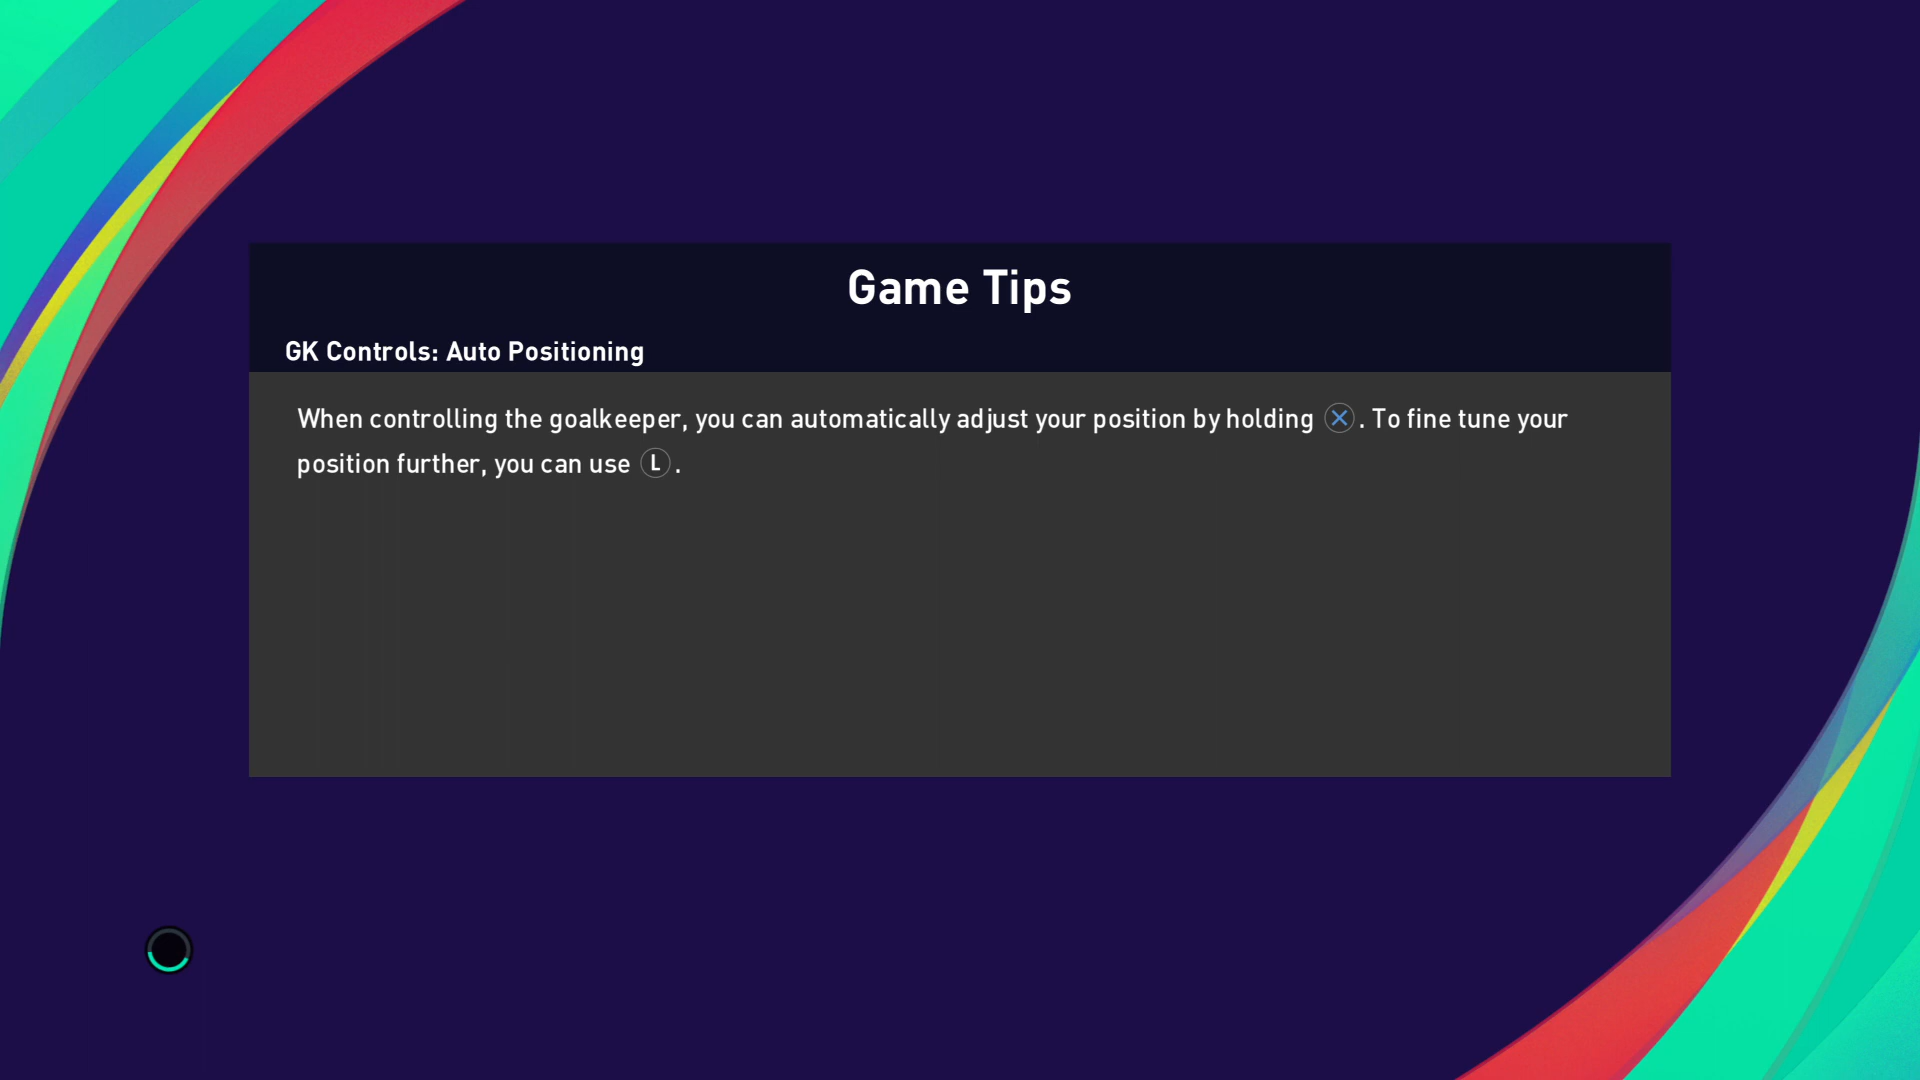 Game Tips
GK Controls: Auto Positioning
When controlling the goalkeeper, you can automatically adjust your position by holding Ⓧ. To fine tune your
position further, you can use Ⓛ.